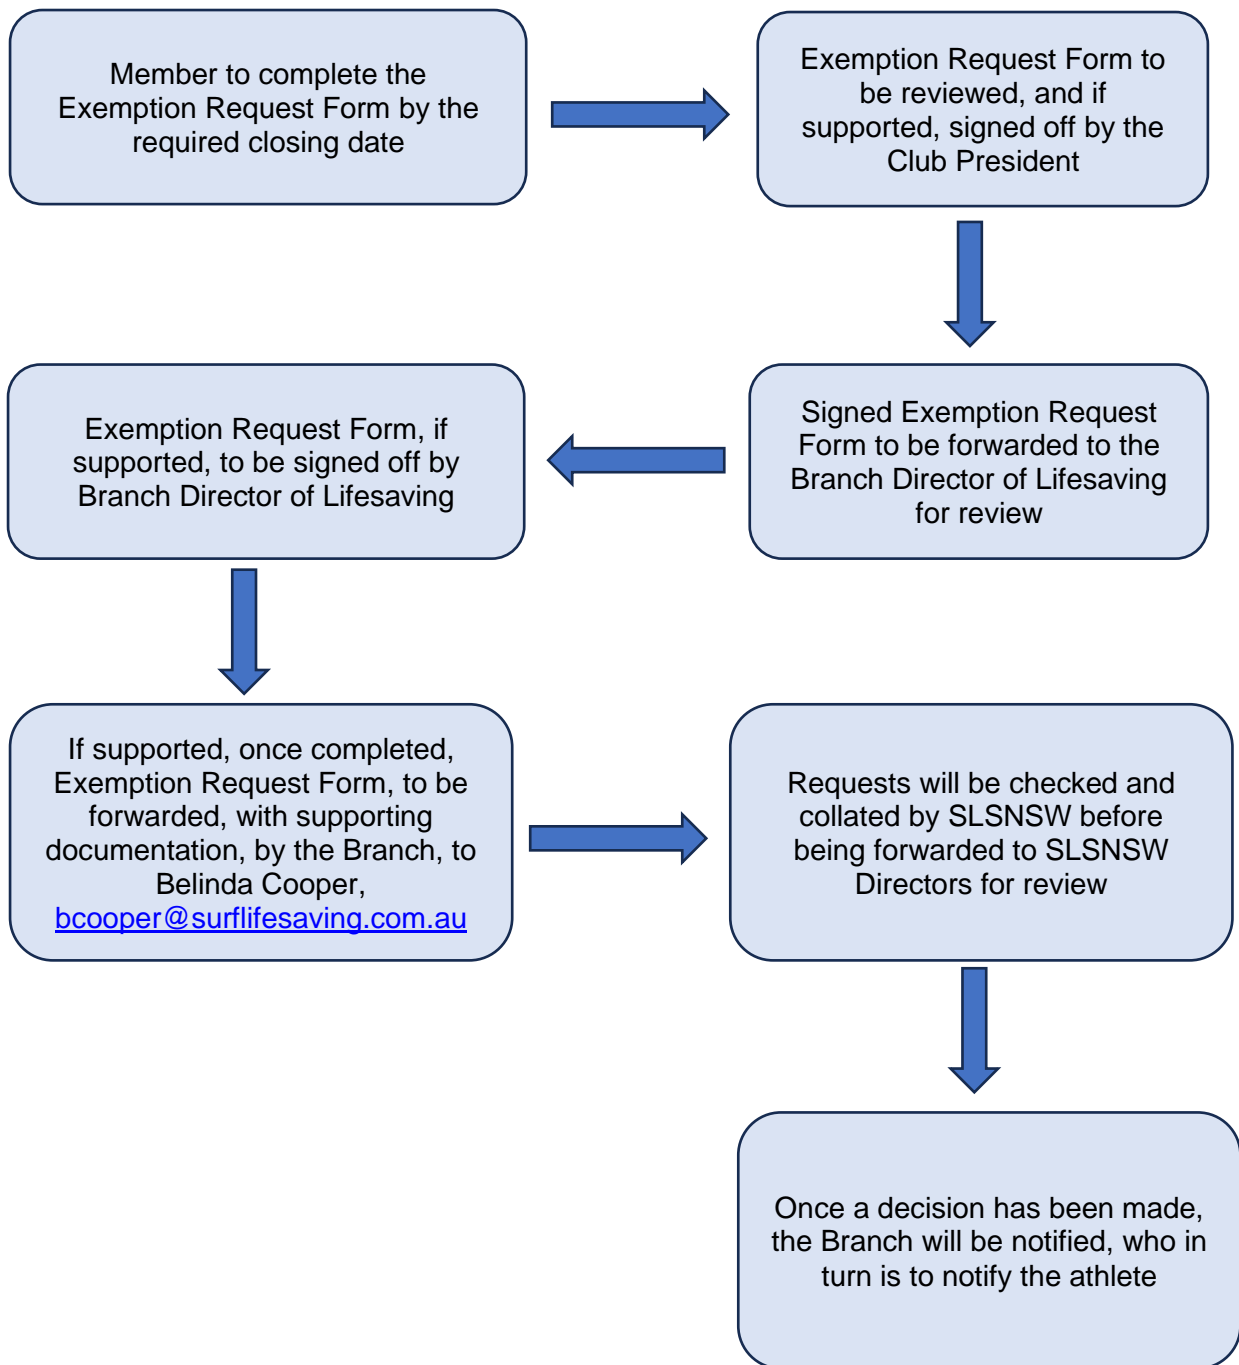 Member to complete the
Exemption Request Form by the
required closing date
Exemption Request Form to
be reviewed, and if
supported, signed off by the
Club President
Signed Exemption Request
Form to be forwarded to the
Branch Director of Lifesaving
for review
Exemption Request Form, if
supported, to be signed off by
Branch Director of Lifesaving
If supported, once completed,
Exemption Request Form, to be
forwarded, with supporting
documentation, by the Branch, to
Belinda Cooper,
bcooper@surflifesaving.com.au
Requests will be checked and
collated by SLSNSW before
being forwarded to SLSNSW
Directors for review
Once a decision has been made,
the Branch will be notified, who in
turn is to notify the athlete